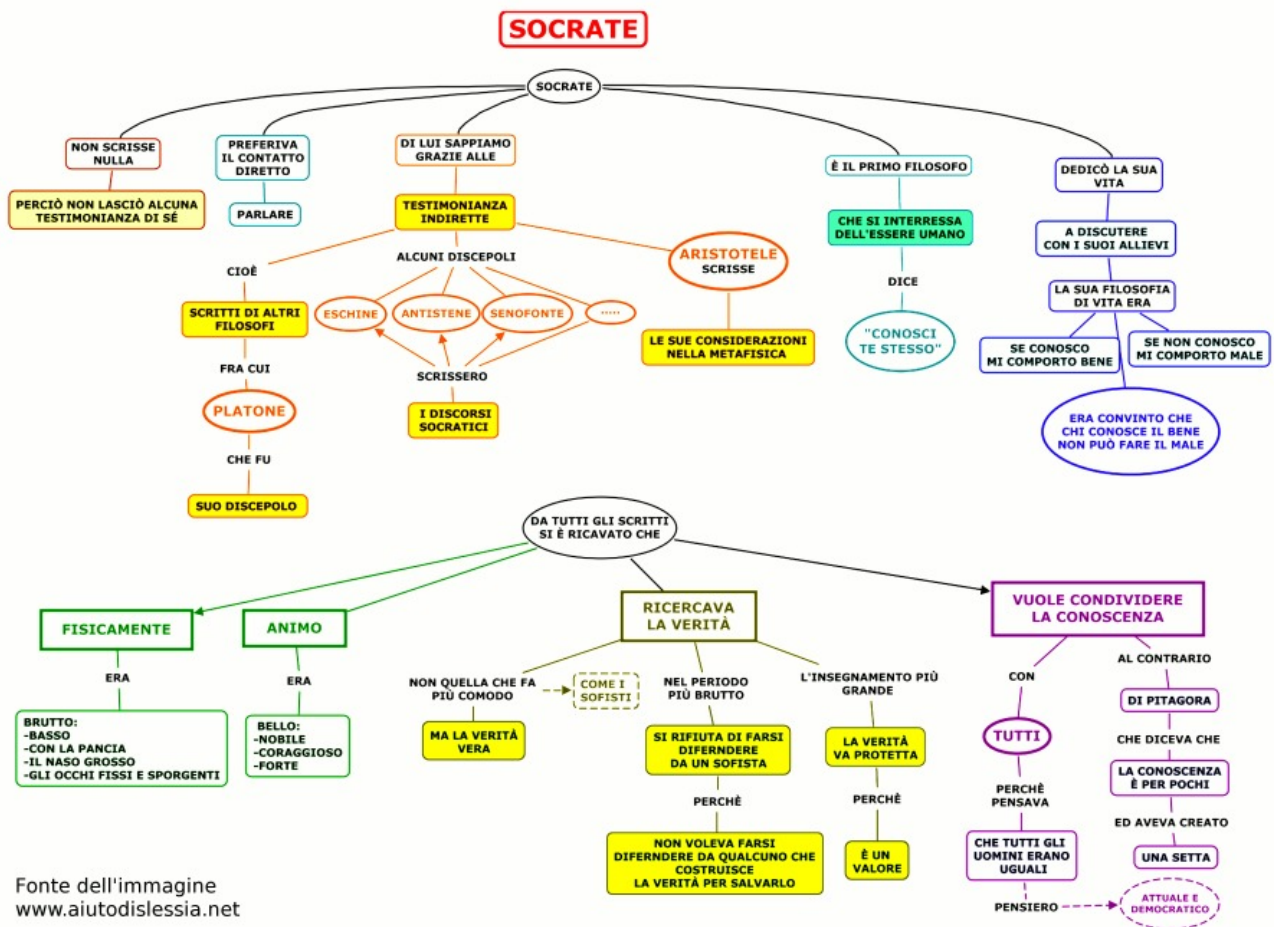 SOCRATE
SOCRATE
NON SCRISSE
NULLA
PERCIÒ NON LASCIÒ ALCUNA
TESTIMONIANZA DI SÉ
PREFERIVA
IL CONTATTO
DIRETTO
PARLARE
DI LUI SAPPIAMO
GRAZIE ALLE
TESTIMONIANZA
INDIRETTE
CIOÈ
SCRITTI DI ALTRI
FILOSOFI
FRA CUI
PLATONE
CHE FU
SUO DISCEPOLO
ALCUNI DISCEPOLI
ESCHINE
ANTISTENE
SENOFONTE
.....
SCRISSERO
I DISCORSI
SOCRATICI
ARISTOTELE
SCRISSE
LE SUE CONSIDERAZIONI
NELLA METAFISICA
È IL PRIMO FILOSOFO
CHE SI INTERRESSA
DELL'ESSERE UMANO
DICE
"CONOSCI
TE STESSO"
DEDICÒ LA SUA
VITA
A DISCUTERE
CON I SUOI ALLIEVI
LA SUA FILOSOFIA
DI VITA ERA
SE CONOSCO
MI COMPORTO BENE
SE NON CONOSCO
MI COMPORTO MALE
ERA CONVINTO CHE
CHI CONOSCE IL BENE
NON PUÒ FARE IL MALE
DA TUTTI GLI SCRITTI
SI È RICAVATO CHE
FISICAMENTE
ERA
BRUTTO:
-BASSO
-CON LA PANCIA
-IL NASO GROSSO
-GLI OCCHI FISSI E SPORGENTI
ANIMO
ERA
BELLO:
-NOBILE
-CORAGGIOSO
-FORTE
RICERCAVA
LA VERITÀ
NON QUELLA CHE FA
PIÙ COMODO
COME I
SOFISTI
MA LA VERITÀ
VERA
NEL PERIODO
PIÙ BRUTTO
SI RIFIUTA DI FARSI
DIFERNDERE
DA UN SOFISTA
PERCHÈ
NON VOLEVA FARSI
DIFERNDERE DA QUALCUNO CHE
COSTRUISCE
LA VERITÀ PER SALVARLO
L'INSEGNAMENTO PIÙ
GRANDE
LA VERITÀ
VA PROTETTA
PERCHÈ
È UN
VALORE
VUOLE CONDIVIDERE
LA CONOSCENZA
CON
TUTTI
PERCHÈ
PENSAVA
CHE TUTTI GLI
UOMINI ERANO
UGUALI
PENSIERO
ATTUALE E
DEMOCRATICO
AL CONTRARIO
DI PITAGORA
CHE DICEVA CHE
LA CONOSCENZA
È PER POCHI
ED AVEVA CREATO
UNA SETTA
Fonte dell'immagine
www.aiutodislessia.net